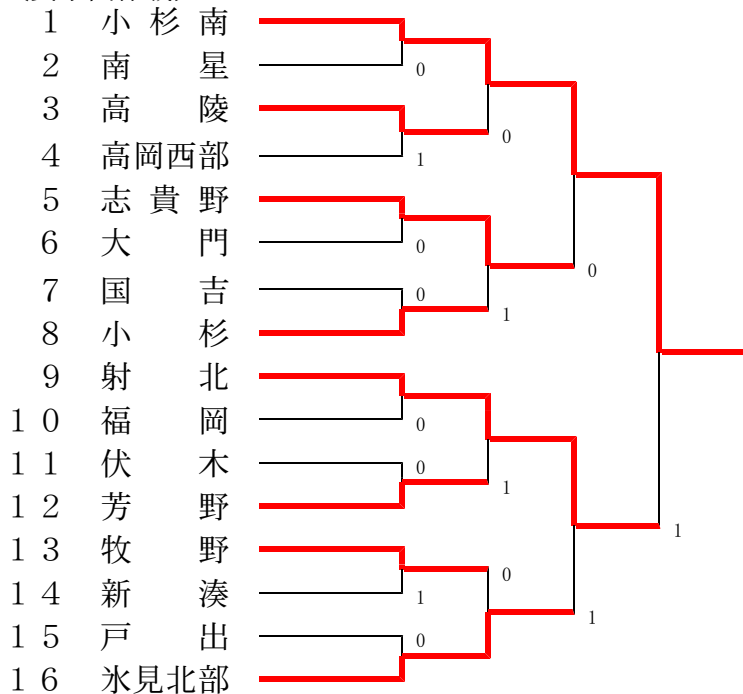 1 小杉南
2 南星
0
3 高陵
0
4 高岡西部
1
5 志貴野
6 大門
0
0
7 国吉
0
1
8 小杉
9 射北
10 福岡
0
11 伏木
0
1
12 芳野
1
13 牧野
0
14 新湊
1
1
15 戸出
0
16 氷見北部